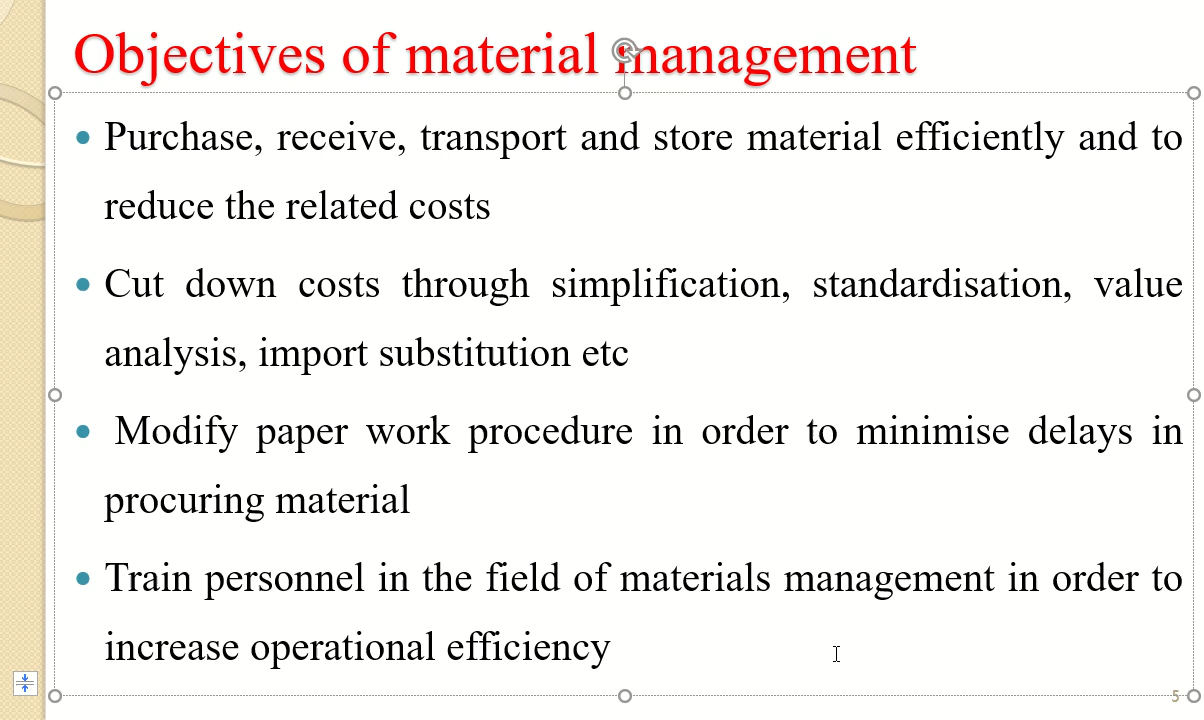 Objectives of material management
• Purchase, receive, transport and store material efficiently and to
reduce the related costs
• Cut down costs through simplification, standardisation, value
analysis, import substitution etc
• Modify paper work procedure in order to minimise delays in
procuring material
• Train personnel in the field of materials management in order to
increase operational efficiency
5